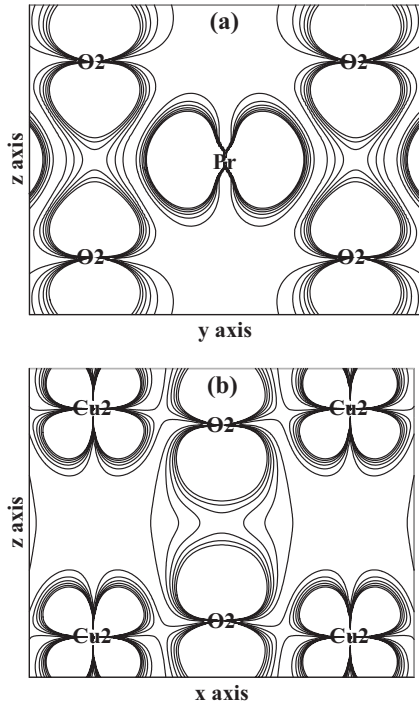 (a)
O2 O2
Pr
O2 O2
z axis
y axis
(b)
Cu2 Cu2
O2
z axis
O2
Cu2 Cu2
x axis